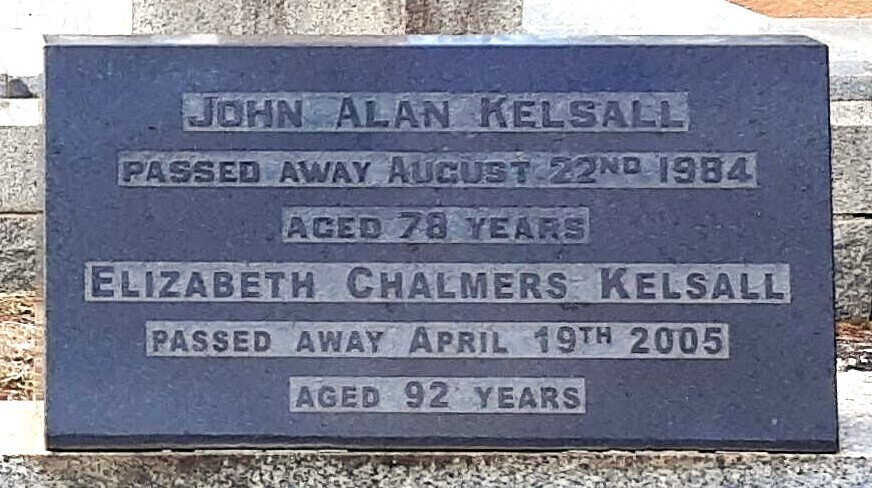 JOHN ALAN KELSALL
PASSED AWAY AUGUST 22ND 1984
AGED 78 YEARS
ELIZABETH CHALMERS KELSALL
PASSED AWAY APRIL 19TH 2005
AGED 92 YEARS